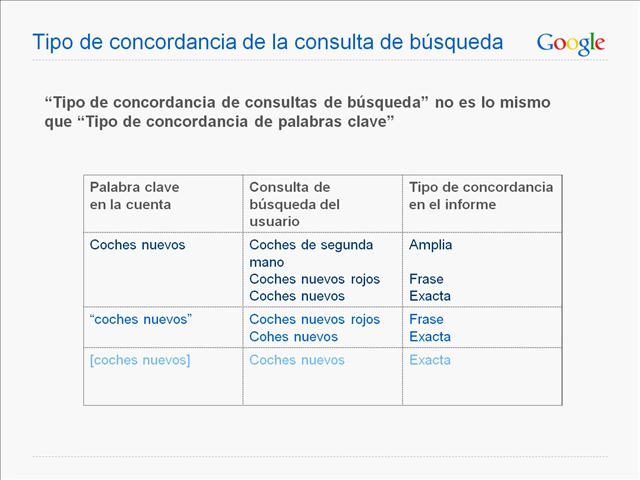 Tipo de concordancia de la consulta de búsqueda
Google
“Tipo de concordancia de consultas de búsqueda” no es lo mismo
que “Tipo de concordancia de palabras clave”
Palabra clave
en la cuenta
Consulta de
búsqueda del
usuario
Tipo de concordancia
en el informe
Coches nuevos
Coches de segunda
mano
Coches nuevos rojos
Coches nuevos
Amplia
Frase
Exacta
“coches nuevos”
Coches nuevos rojos
Cohes nuevos
Frase
Exacta
[coches nuevos]
Coches nuevos
Exacta